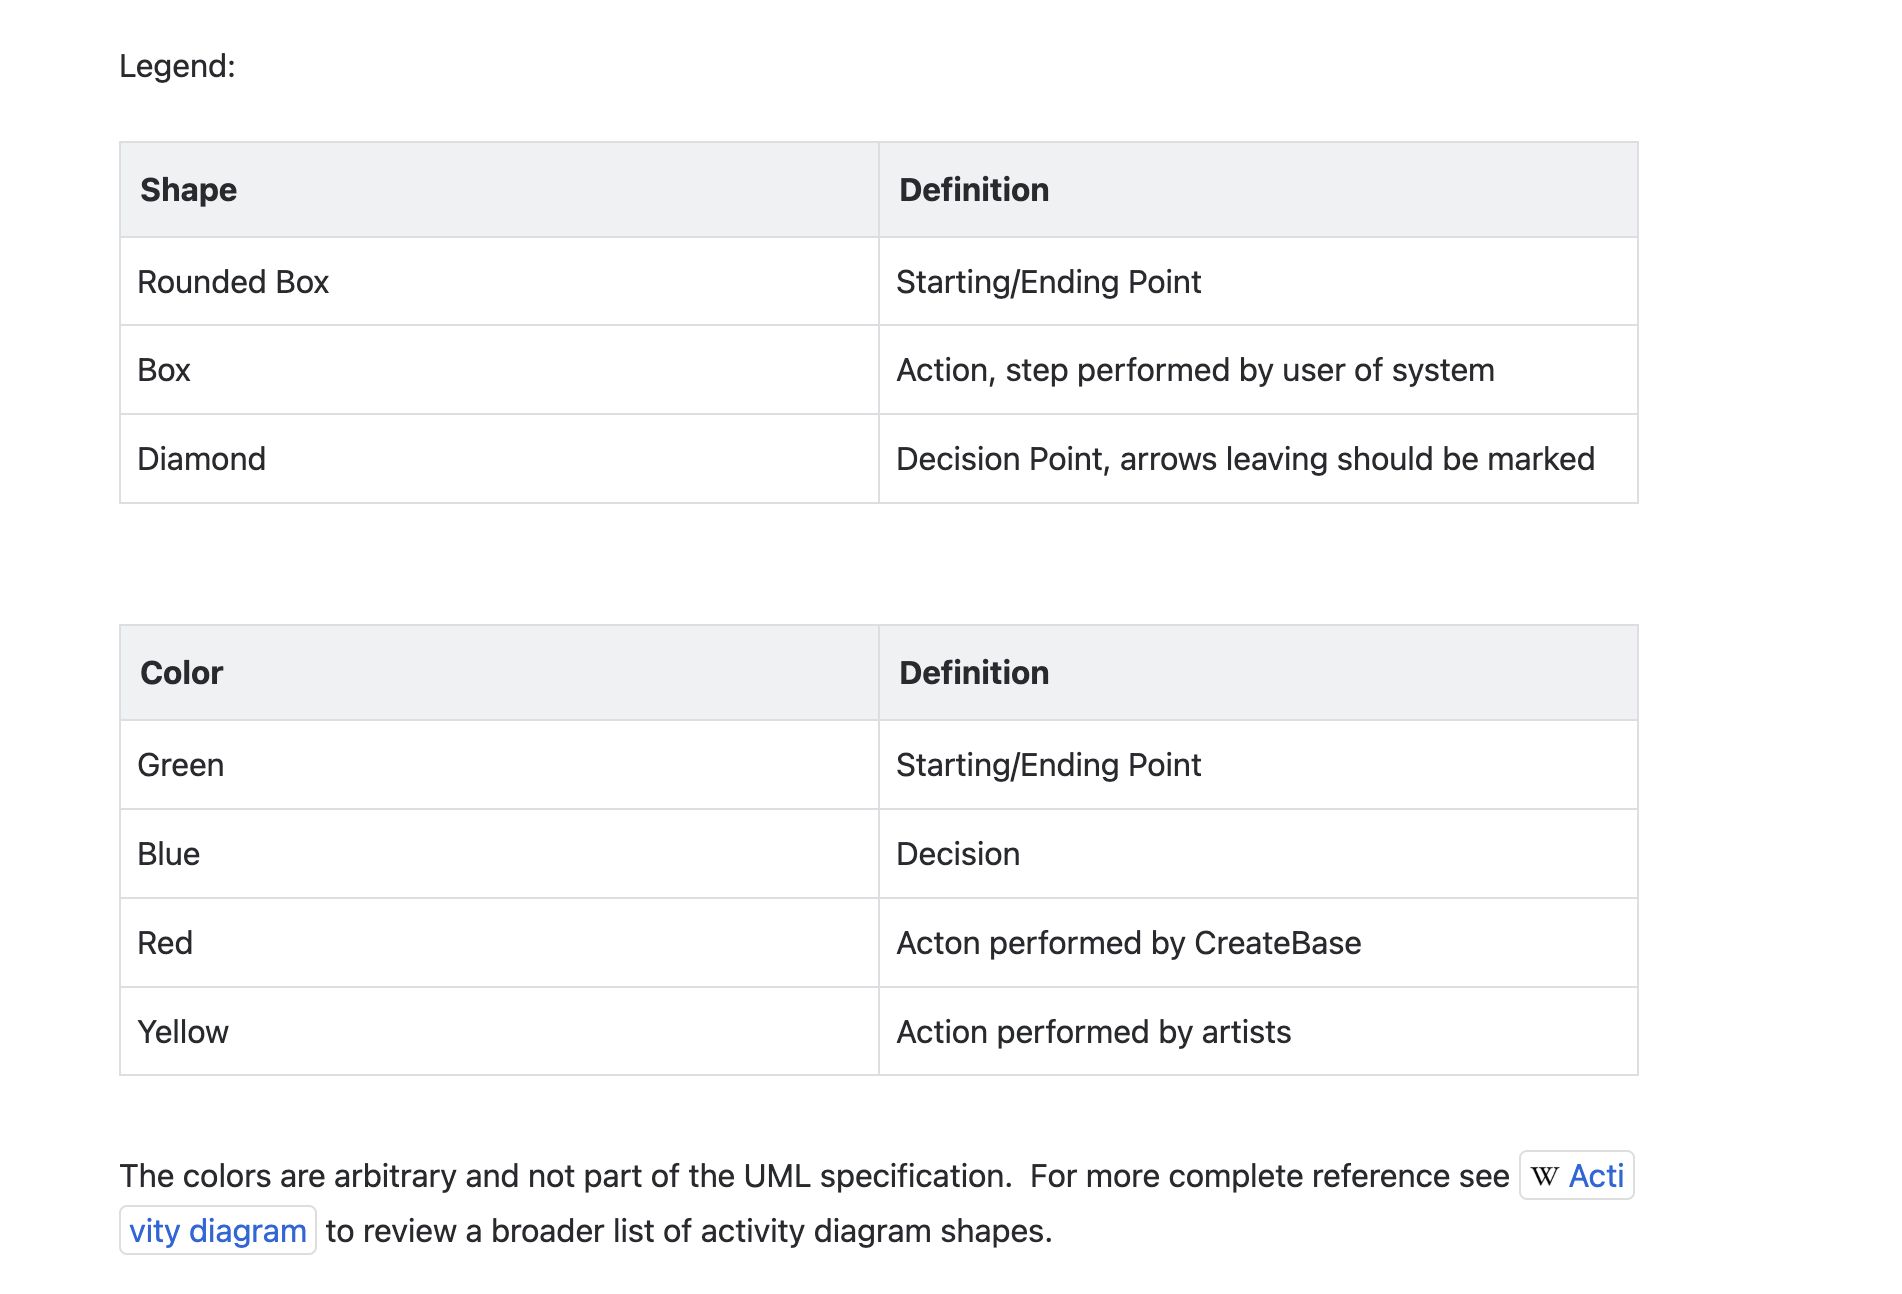 Legend:
Shape Definition
Rounded Box Starting/Ending Point
Box Action, step performed by user of system
Diamond Decision Point, arrows leaving should be marked
Color Definition
Green Starting/Ending Point
Blue Decision
Red Acton performed by CreateBase
Yellow Action performed by artists
The colors are arbitrary and not part of the UML specification.  For more complete reference see W Acti
vity diagram to review a broader list of activity diagram shapes.